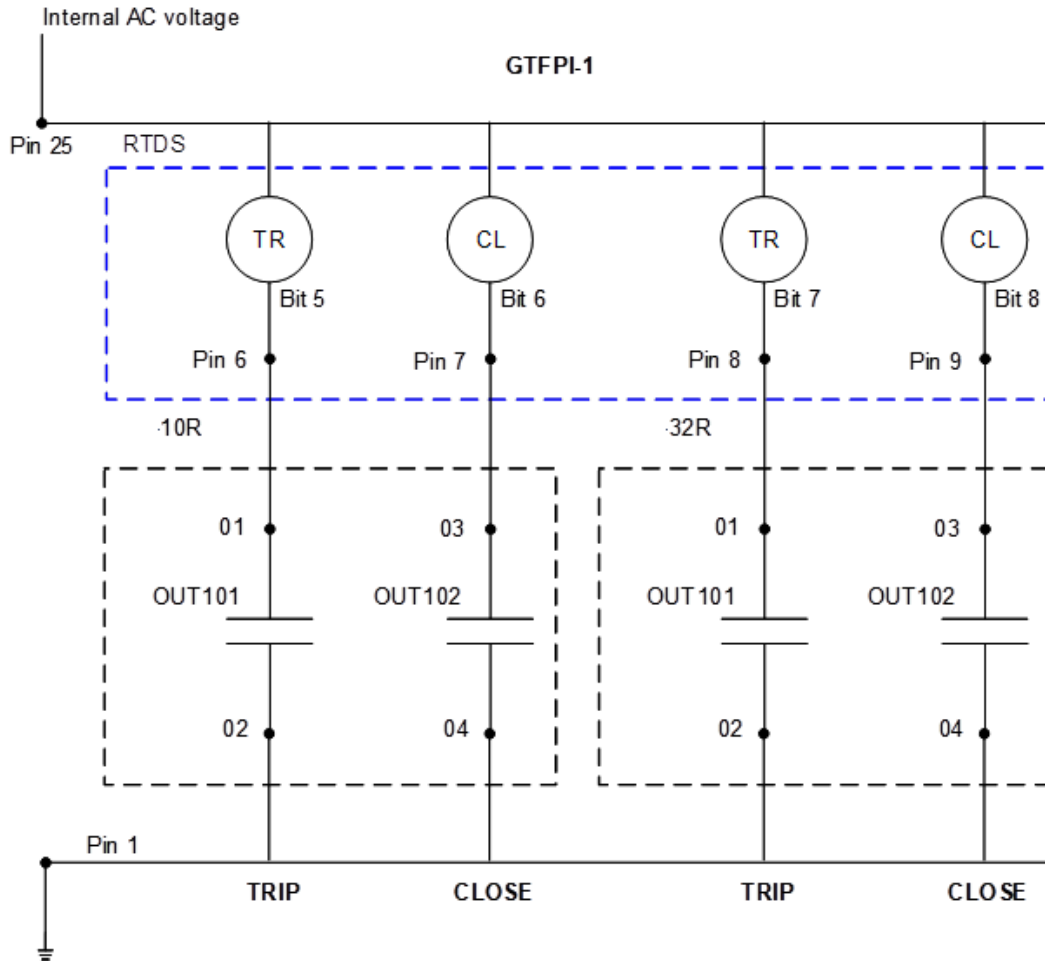 Internal AC voltage
GTFPI-1
Pin 25
RTDS
TR
CL
TR
CL
Bit 5
Bit 6
Bit 7
Bit 8
Pin 6
Pin 7
Pin 8
Pin 9
-10R
-32R
01
03
01
03
OUT101
OUT102
OUT101
OUT102
02
04
02
04
Pin 1
TRIP
CLOSE
TRIP
CLOSE